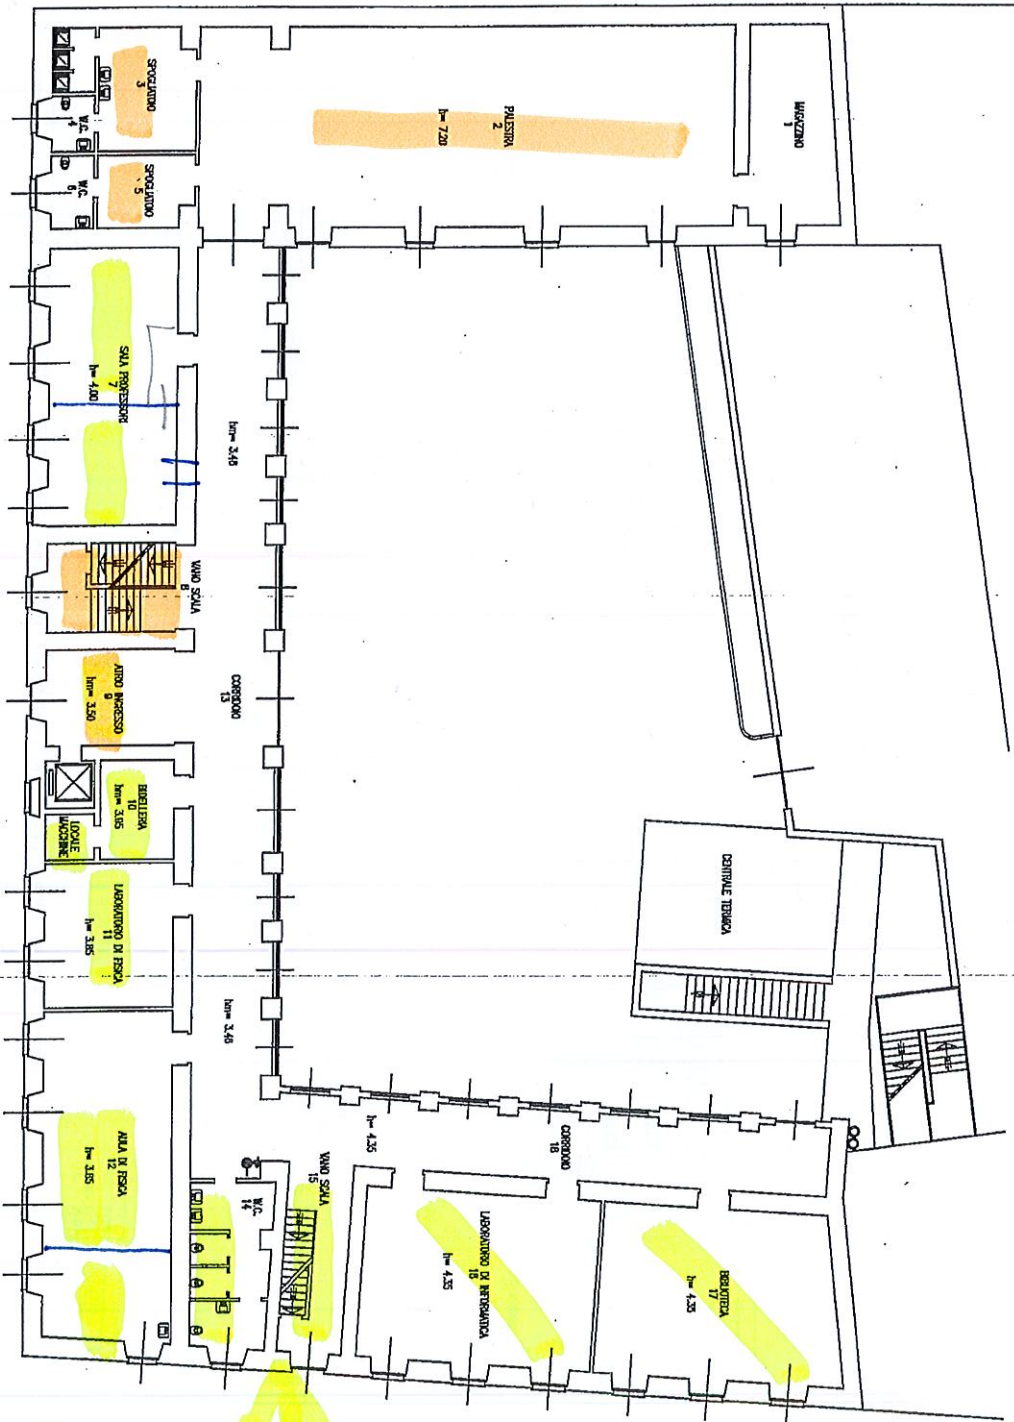 MAGAZZINO
1
PALESTRA
2
h= 7.20
SPOGLIATOIO
3
W.C.
4
SPOGLIATOIO
5
W.C.
6
SALA PROFESSORI
7
h= 4.00
hm= 3.48
VANO SCALA
8
ATRIO INGRESSO
9
hm= 3.50
CORRIDOIO
13
BIDELLERIA
10
hm= 3.95
LOCALE
MACCHINE
LABORATORIO DI FISICA
11
h= 3.85
hm= 3.48
AULA DI FISICA
12
h= 3.85
CENTRALE TERMICA
CORRIDOIO
18
h= 4.35
VANO SCALA
15
W.C.
14
LABORATORIO DI INFORMATICA
16
h= 4.35
BIBLIOTECA
17
h= 4.35